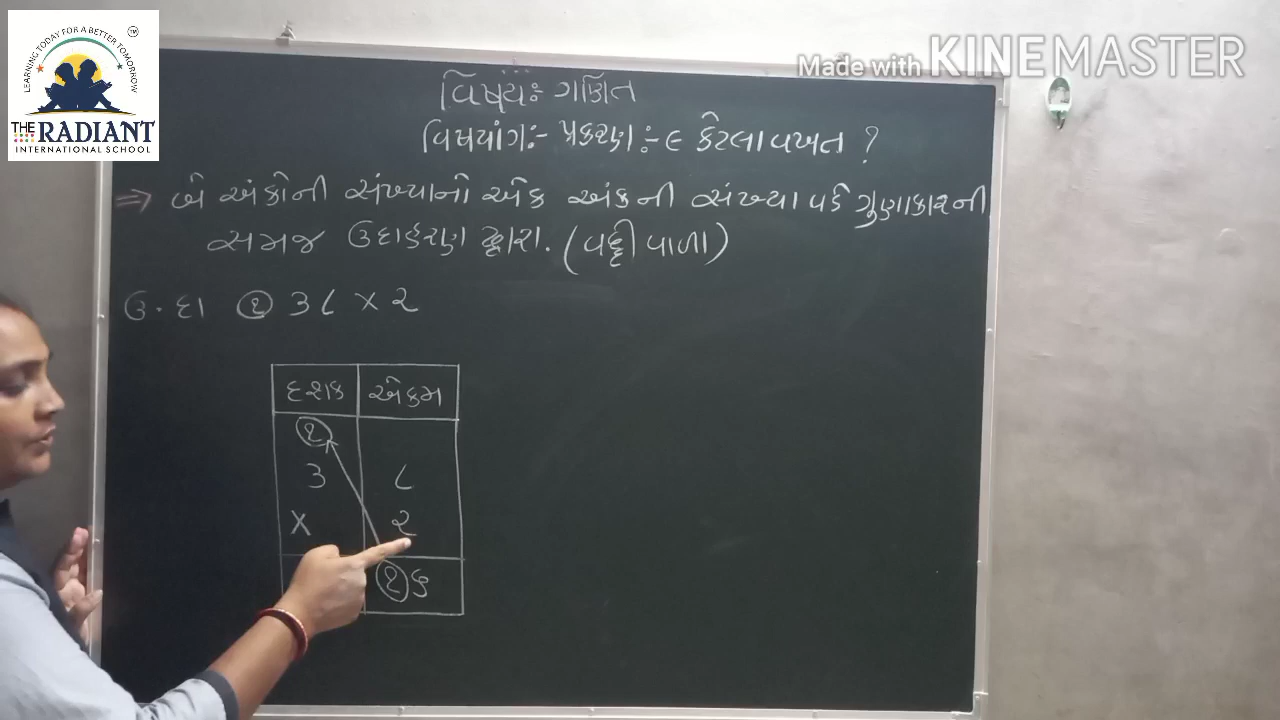 LEARNING TODAY FOR A BETTER TOMORROW
TM
THE RADIANT
INTERNATIONAL SCHOOL
Made with KINEMASTER
વિષય:- ગણિત
વિષયાંગ:- પ્રકરણ:- ૯ કેટલા વખત ?
⇒ બે અંકોની સંખ્યાનો એક અંકની સંખ્યા વડે ગુણાકારની
સમજ ઉદાહરણ દ્વારા. (વદ્દી વાળા)
ઉ.દા ૧ ૩૮ × ૨
દશક એકમ
૧
૩ ૮
× ૨
૧૬